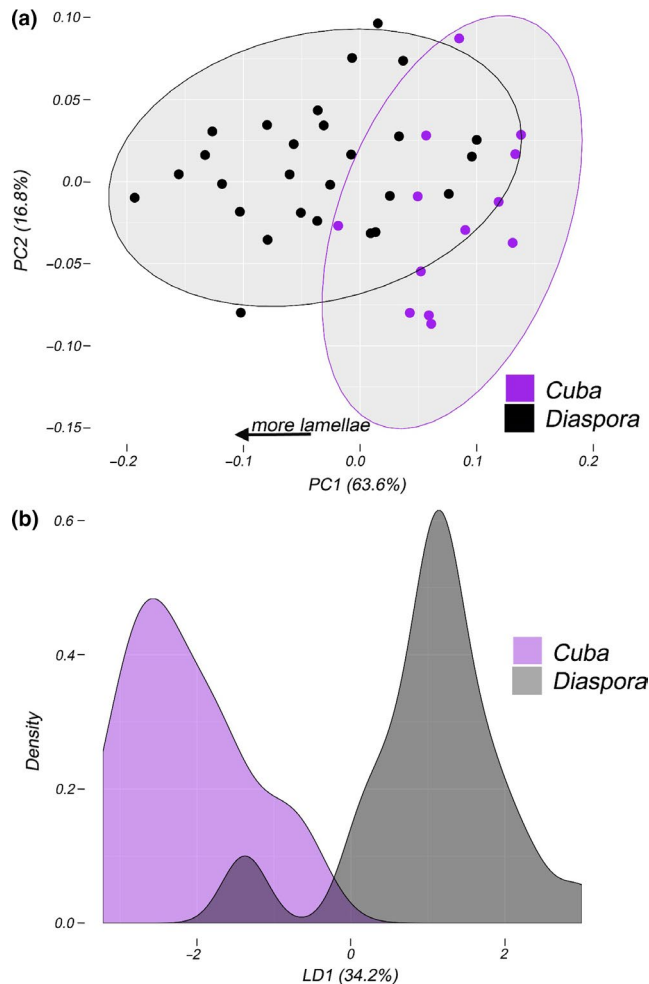 (a)
0.10
0.05
0.0
−0.05
−0.10
−0.15
PC2 (16.8%)
more lamellae
Cuba
Diaspora
−0.2
−0.1
0.0
0.1
0.2
PC1 (63.6%)
(b)
0.6
0.4
0.2
0.0
Density
Cuba
Diaspora
−2
0
2
LD1 (34.2%)